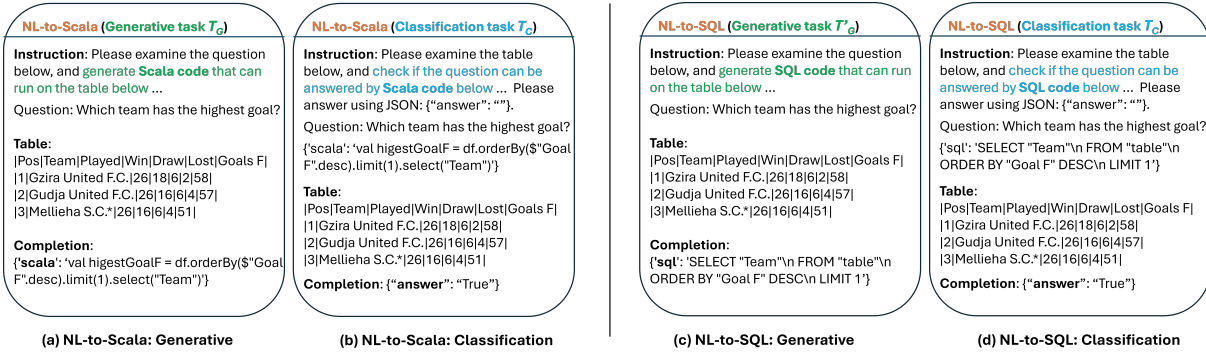 NL-to-Scala (Generative task T_G)
Instruction: Please examine the question
below, and generate Scala code that can
run on the table below ...
Question: Which team has the highest goal?
Table:
|Pos|Team|Played|Win|Draw|Lost|Goals F|
|1|Gzira United F.C.|26|18|6|2|58|
|2|Gudja United F.C.|26|16|6|4|57|
|3|Mellieha S.C.*|26|16|6|4|51|
Completion:
{'scala': 'val higestGoalF = df.orderBy($"Goal
F".desc).limit(1).select("Team")'}
(a) NL-to-Scala: Generative
NL-to-Scala (Classification task T_C)
Instruction: Please examine the table
below, and check if the question can be
answered by Scala code below ... Please
answer using JSON: {“answer”: “”}.
Question: Which team has the highest goal?
{'scala': ‘val higestGoalF = df.orderBy($"Goal
F".desc).limit(1).select("Team")'}
Table:
|Pos|Team|Played|Win|Draw|Lost|Goals F|
|1|Gzira United F.C.|26|18|6|2|58|
|2|Gudja United F.C.|26|16|6|4|57|
|3|Mellieha S.C.*|26|16|6|4|51|
Completion: {“answer”: “True”}
(b) NL-to-Scala: Classification
NL-to-SQL (Generative task T'_G)
Instruction: Please examine the question
below, and generate SQL code that can
run on the table below ...
Question: Which team has the highest goal?
Table:
|Pos|Team|Played|Win|Draw|Lost|Goals F|
|1|Gzira United F.C.|26|18|6|2|58|
|2|Gudja United F.C.|26|16|6|4|57|
|3|Mellieha S.C.*|26|16|6|4|51|
Completion:
{'sql': 'SELECT "Team"\n FROM "table"\n
ORDER BY "Goal F" DESC\n LIMIT 1’}
(c) NL-to-SQL: Generative
NL-to-SQL (Classification task T_C)
Instruction: Please examine the table
below, and check if the question can be
answered by SQL code below ... Please
answer using JSON: {“answer”: “”}.
Question: Which team has the highest goal?
{'sql': 'SELECT "Team"\n FROM "table"\n
ORDER BY "Goal F" DESC\n LIMIT 1’}
Table:
|Pos|Team|Played|Win|Draw|Lost|Goals F|
|1|Gzira United F.C.|26|18|6|2|58|
|2|Gudja United F.C.|26|16|6|4|57|
|3|Mellieha S.C.*|26|16|6|4|51|
Completion: {“answer”: “True”}
(d) NL-to-SQL: Classification